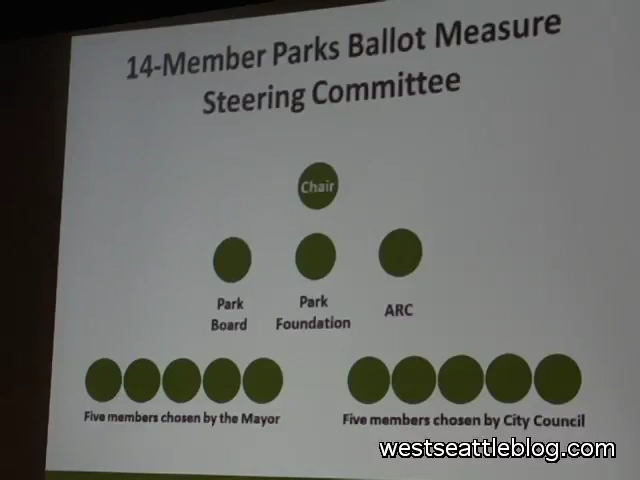 14-Member Parks Ballot Measure
Steering Committee
Chair
Park
Board
Park
Foundation
ARC
Five members chosen by the Mayor
Five members chosen by City Council
westseattleblog.com